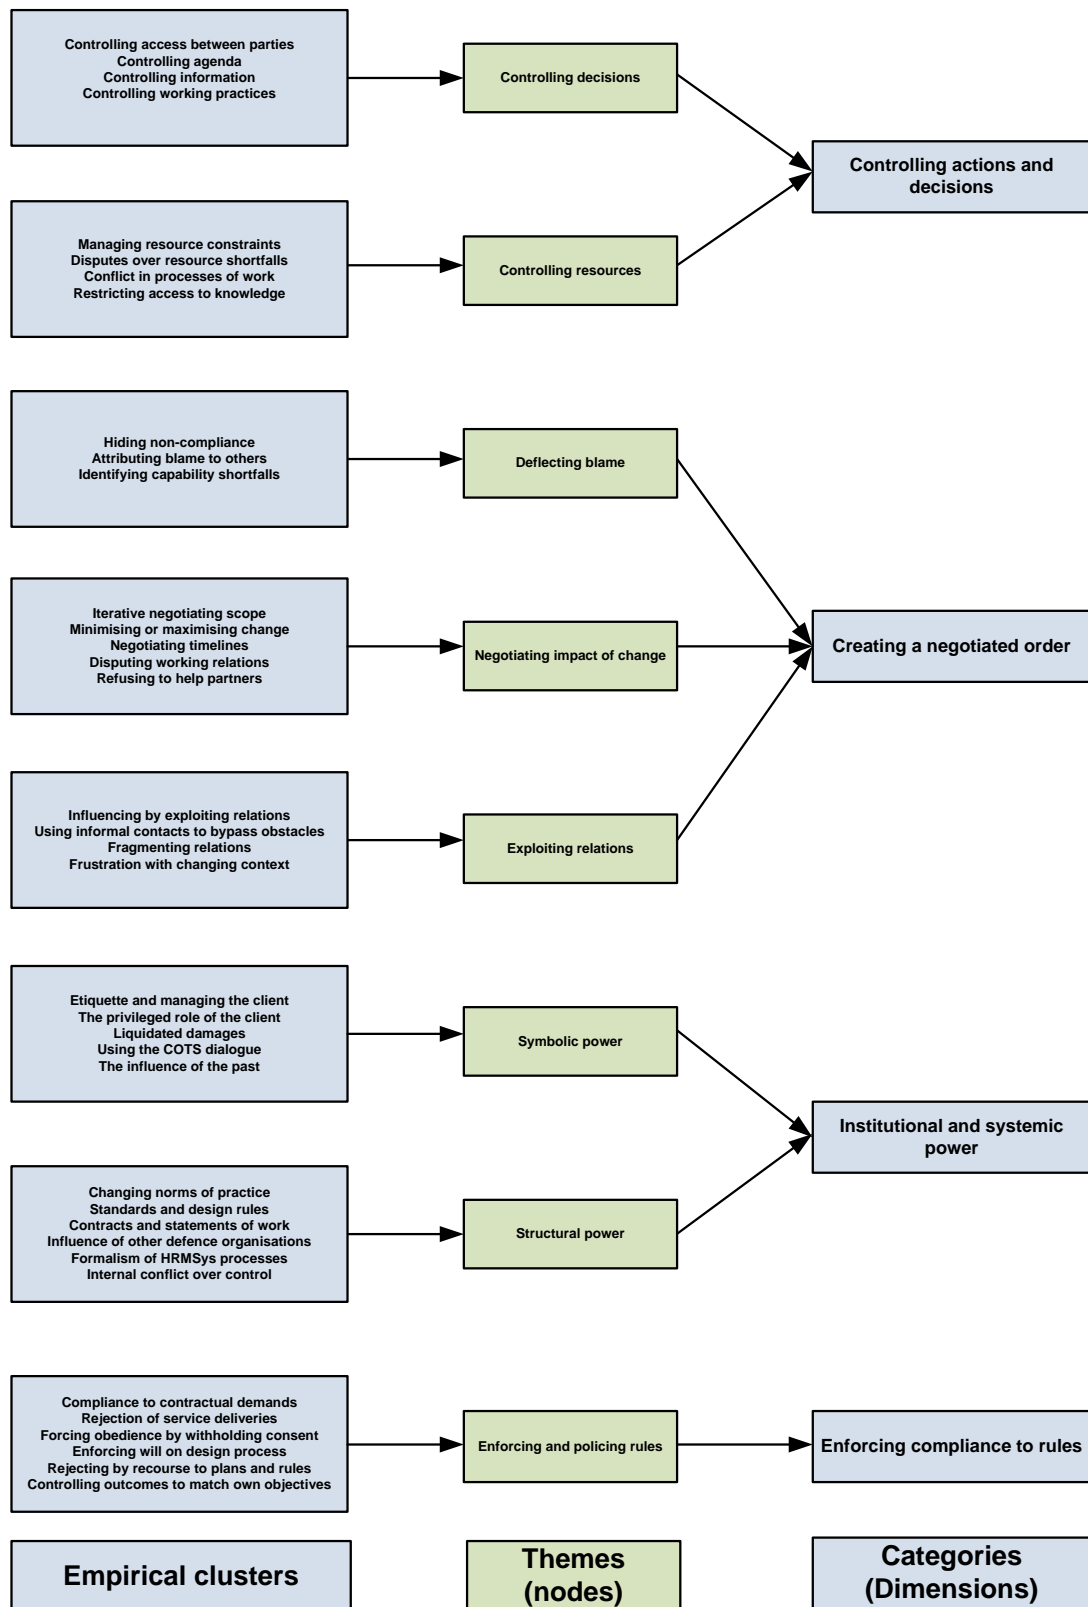 Controlling access between parties
Controlling agenda
Controlling information
Controlling working practices
Controlling decisions
Controlling actions and
decisions
Managing resource constraints
Disputes over resource shortfalls
Conflict in processes of work
Restricting access to knowledge
Controlling resources
Hiding non-compliance
Attributing blame to others
Identifying capability shortfalls
Deflecting blame
Iterative negotiating scope
Minimising or maximising change
Negotiating timelines
Disputing working relations
Refusing to help partners
Negotiating impact of change
Creating a negotiated order
Influencing by exploiting relations
Using informal contacts to bypass obstacles
Fragmenting relations
Frustration with changing context
Exploiting relations
Etiquette and managing the client
The privileged role of the client
Liquidated damages
Using the COTS dialogue
The influence of the past
Symbolic power
Institutional and systemic
power
Changing norms of practice
Standards and design rules
Contracts and statements of work
Influence of other defence organisations
Formalism of HRMSys processes
Internal conflict over control
Structural power
Compliance to contractual demands
Rejection of service deliveries
Forcing obedience by withholding consent
Enforcing will on design process
Rejecting by recourse to plans and rules
Controlling outcomes to match own objectives
Enforcing and policing rules
Enforcing compliance to rules
Empirical clusters
Themes
(nodes)
Categories
(Dimensions)